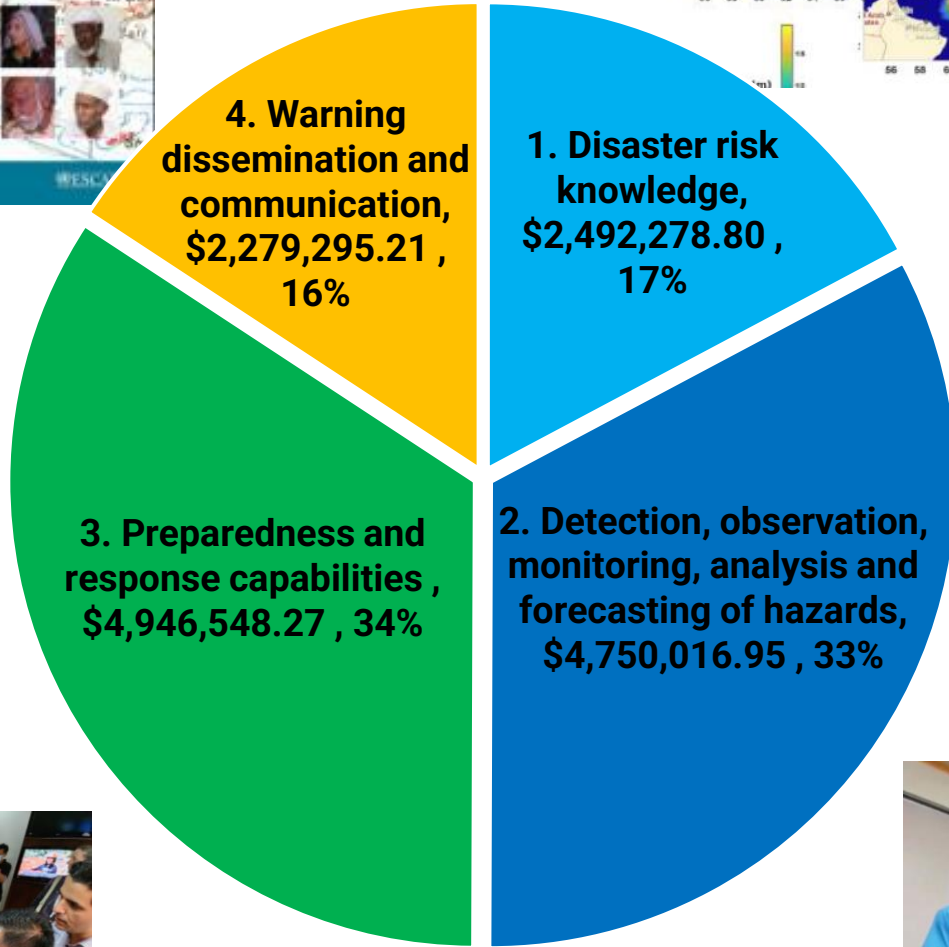 4. Warning
dissemination and
communication,
$2,279,295.21 ,
16%
1. Disaster risk
knowledge,
$2,492,278.80 ,
17%
3. Preparedness and
response capabilities ,
$4,946,548.27 , 34%
2. Detection, observation,
monitoring, analysis and
forecasting of hazards,
$4,750,016.95 , 33%
56 58